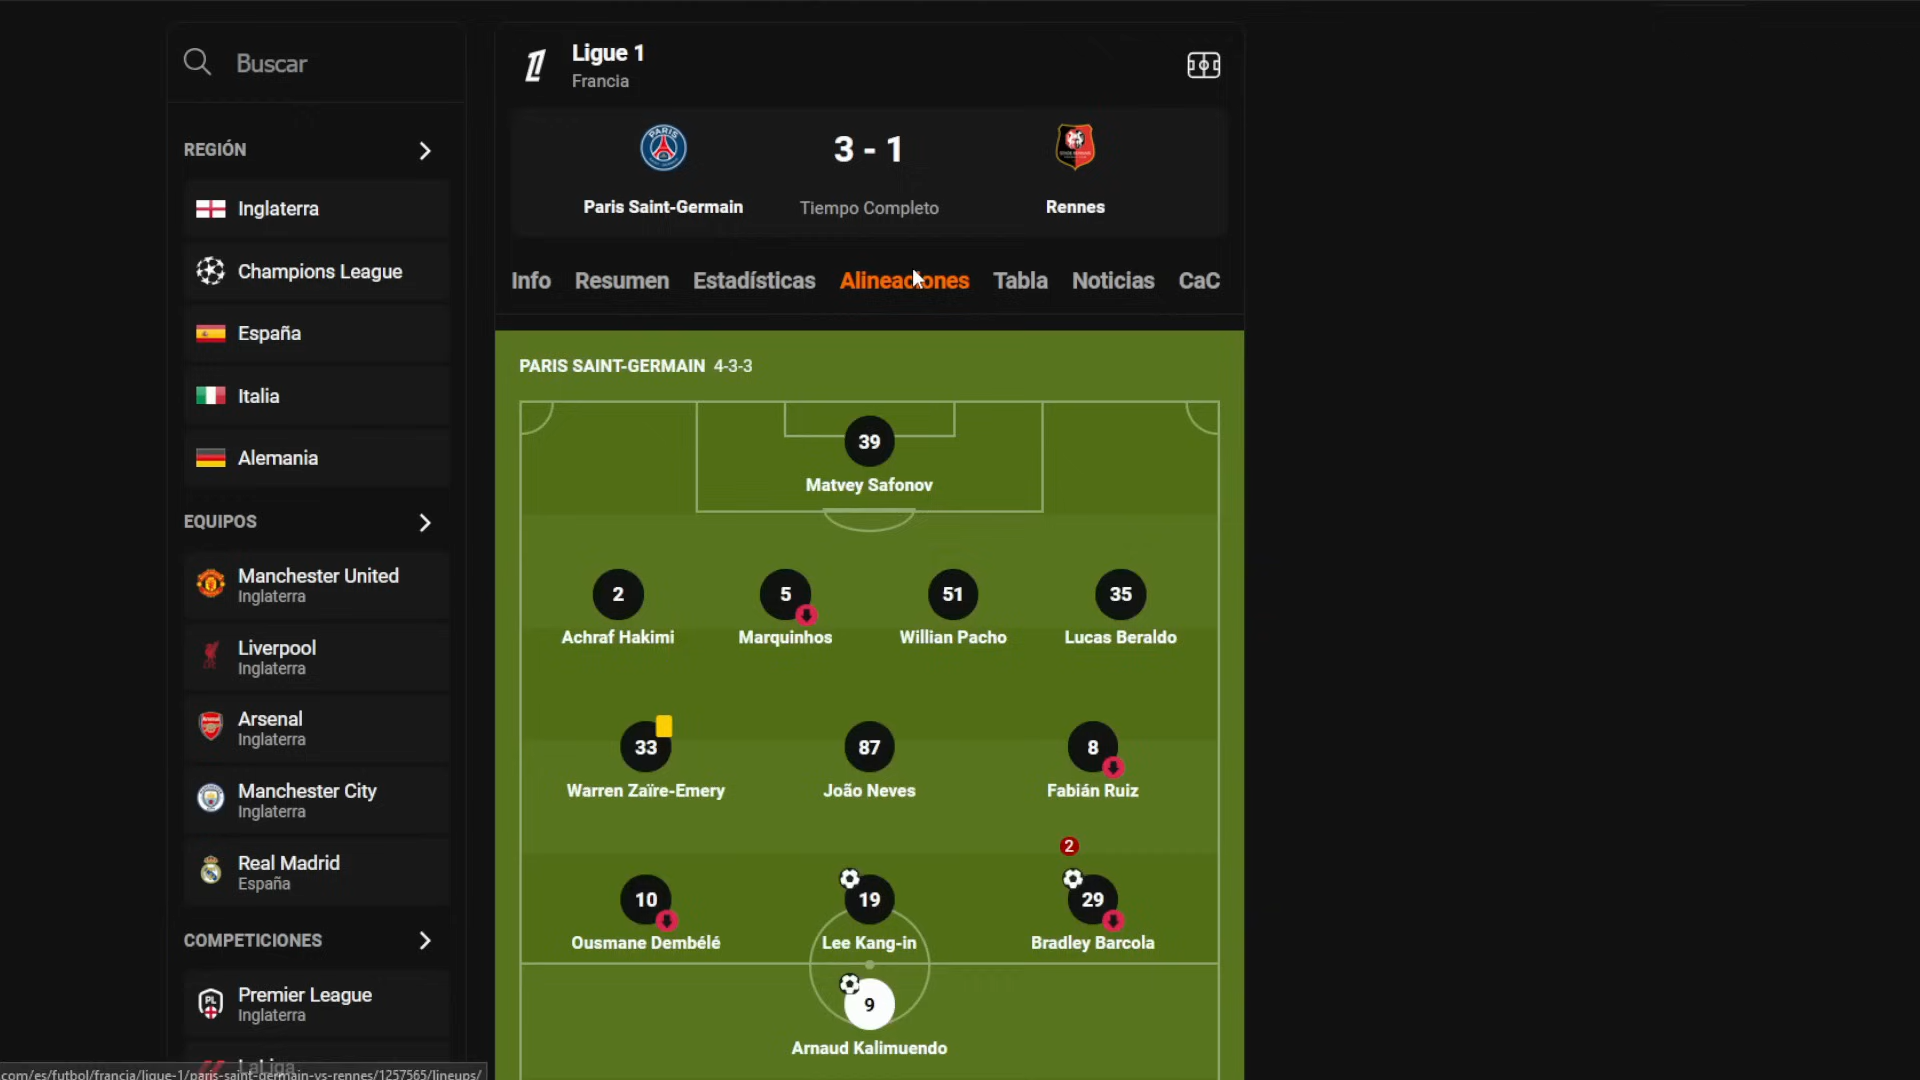 Buscar
REGIÓN
Inglaterra
Champions League
España
Italia
Alemania
EQUIPOS
Manchester United
Inglaterra
Liverpool
Inglaterra
Arsenal
Inglaterra
Manchester City
Inglaterra
Real Madrid
España
COMPETICIONES
Premier League
Inglaterra
LaLiga
.com/es/futbol/francia/ligue-1/paris-saint-germain-vs-rennes/1257565/lineups/
Ligue 1
Francia
3 - 1
Paris Saint-Germain
Tiempo Completo
Rennes
Info Resumen Estadísticas Alineaciones Tabla Noticias CaC
PARIS SAINT-GERMAIN 4-3-3
39
Matvey Safonov
2 5 51 35
Achraf Hakimi Marquinhos Willian Pacho Lucas Beraldo
33 87 8
Warren Zaïre-Emery João Neves Fabián Ruiz
2
10 19 29
Ousmane Dembélé Lee Kang-in Bradley Barcola
9
Arnaud Kalimuendo